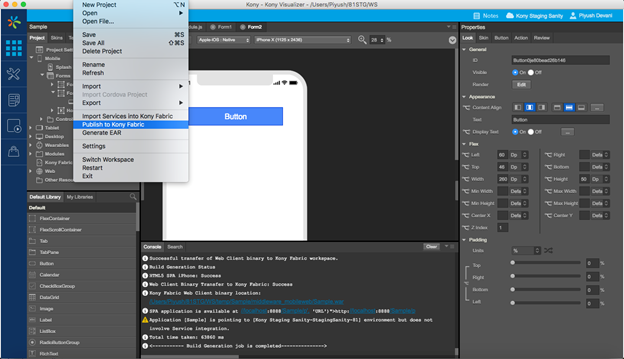 Kony - Kony Visualizer - /Users/Piyush/81STG/WS
Notes
Kony Staging Sanity
Piyush Devani
Sample
Project
Skins
New Project
Open
Open File...
Save ⌘S
Save All ⇧⌘S
Delete Project
Rename
Refresh
Import
Import Cordova Project
Export
Import Services into Kony Fabric
Publish to Kony Fabric
Generate EAR
Settings
Switch Workspace
Restart
Exit
Project Set
Mobile
Splash
Forms
Tablet
Desktop
Wearables
Modules
Kony Fabric
Web
Other Resou
Default Library
My Libraries
Default
FlexContainer
FlexScrollContainer
Tab
TabPane
Button
Calendar
CheckBoxGroup
DataGrid
Image
Label
ListBox
RadioButtonGroup
RichText
Form1
Form2
Apple iOS : Native
iPhone X (1125 x 2436)
28 %
Button
Console
Search
Clear
Successful transfer of Web Client binary to Kony Fabric workspace.
Build Generation Status
HTML5 SPA iPhone: Success
Web Client Binary Transfer to Kony Fabric: Success
Kony Fabric Web Client binary location:
SPA application is available at
Application [Sample] is pointing to [Kony Staging Sanity-StagingSanity-81] environment but does not
involve Service integration.
Total time taken: 63860 ms
<----------- Build Generation job is completed-------------->
Properties
Look
Skin
Button
Action
Review
General
ID
Visible
On
Off
Render
Edit
Appearance
Content Align
...
Text
Button
Display Text
On
Off
...
Flex
Left 60 Dp
Right Defa
Top 46 Dp
Bottom Defa
Width 260 Dp
Height 50 Dp
Min Width Defa
Max Width Defa
Min Height Defa
Max Height Defa
Center X Defa
Center Y Defa
Z Index 1
Padding
Units %
Top 0 %
Right 0 %
Bottom 0 %
Left 0 %